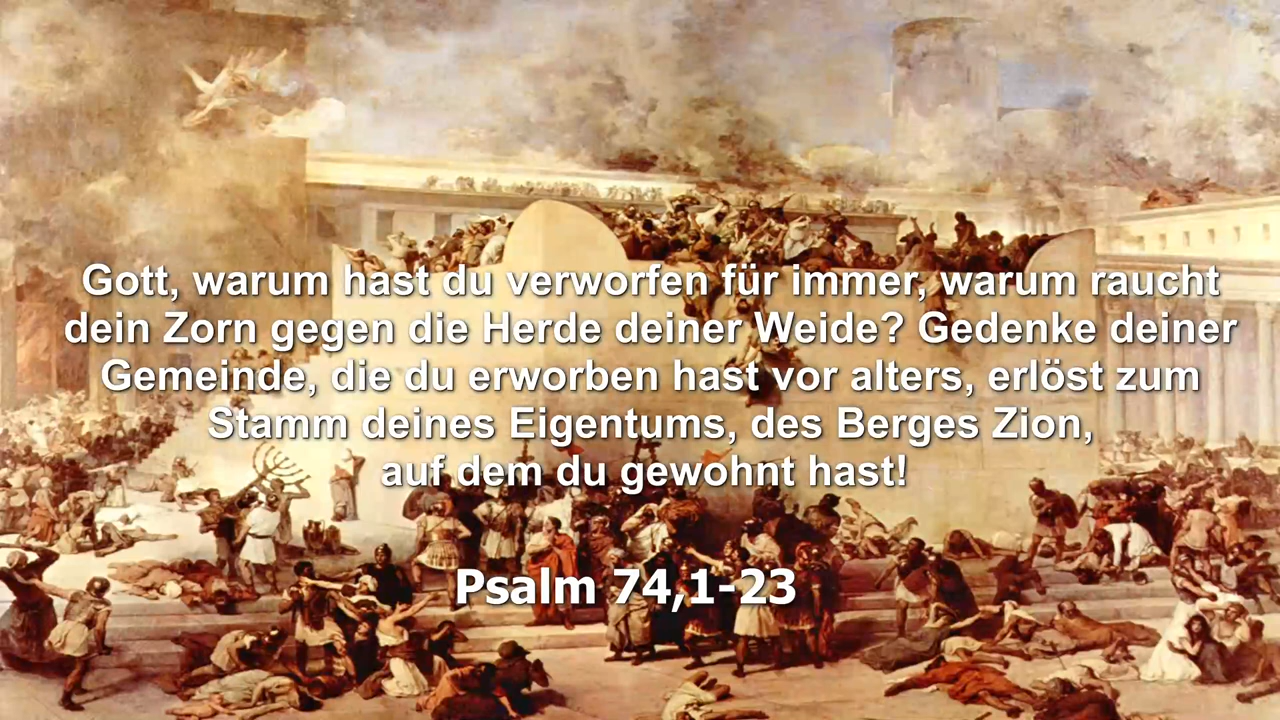 Gott, warum hast du verworfen für immer, warum raucht
dein Zorn gegen die Herde deiner Weide? Gedenke deiner
Gemeinde, die du erworben hast vor alters, erlöst zum
Stamm deines Eigentums, des Berges Zion,
auf dem du gewohnt hast!
Psalm 74,1-23